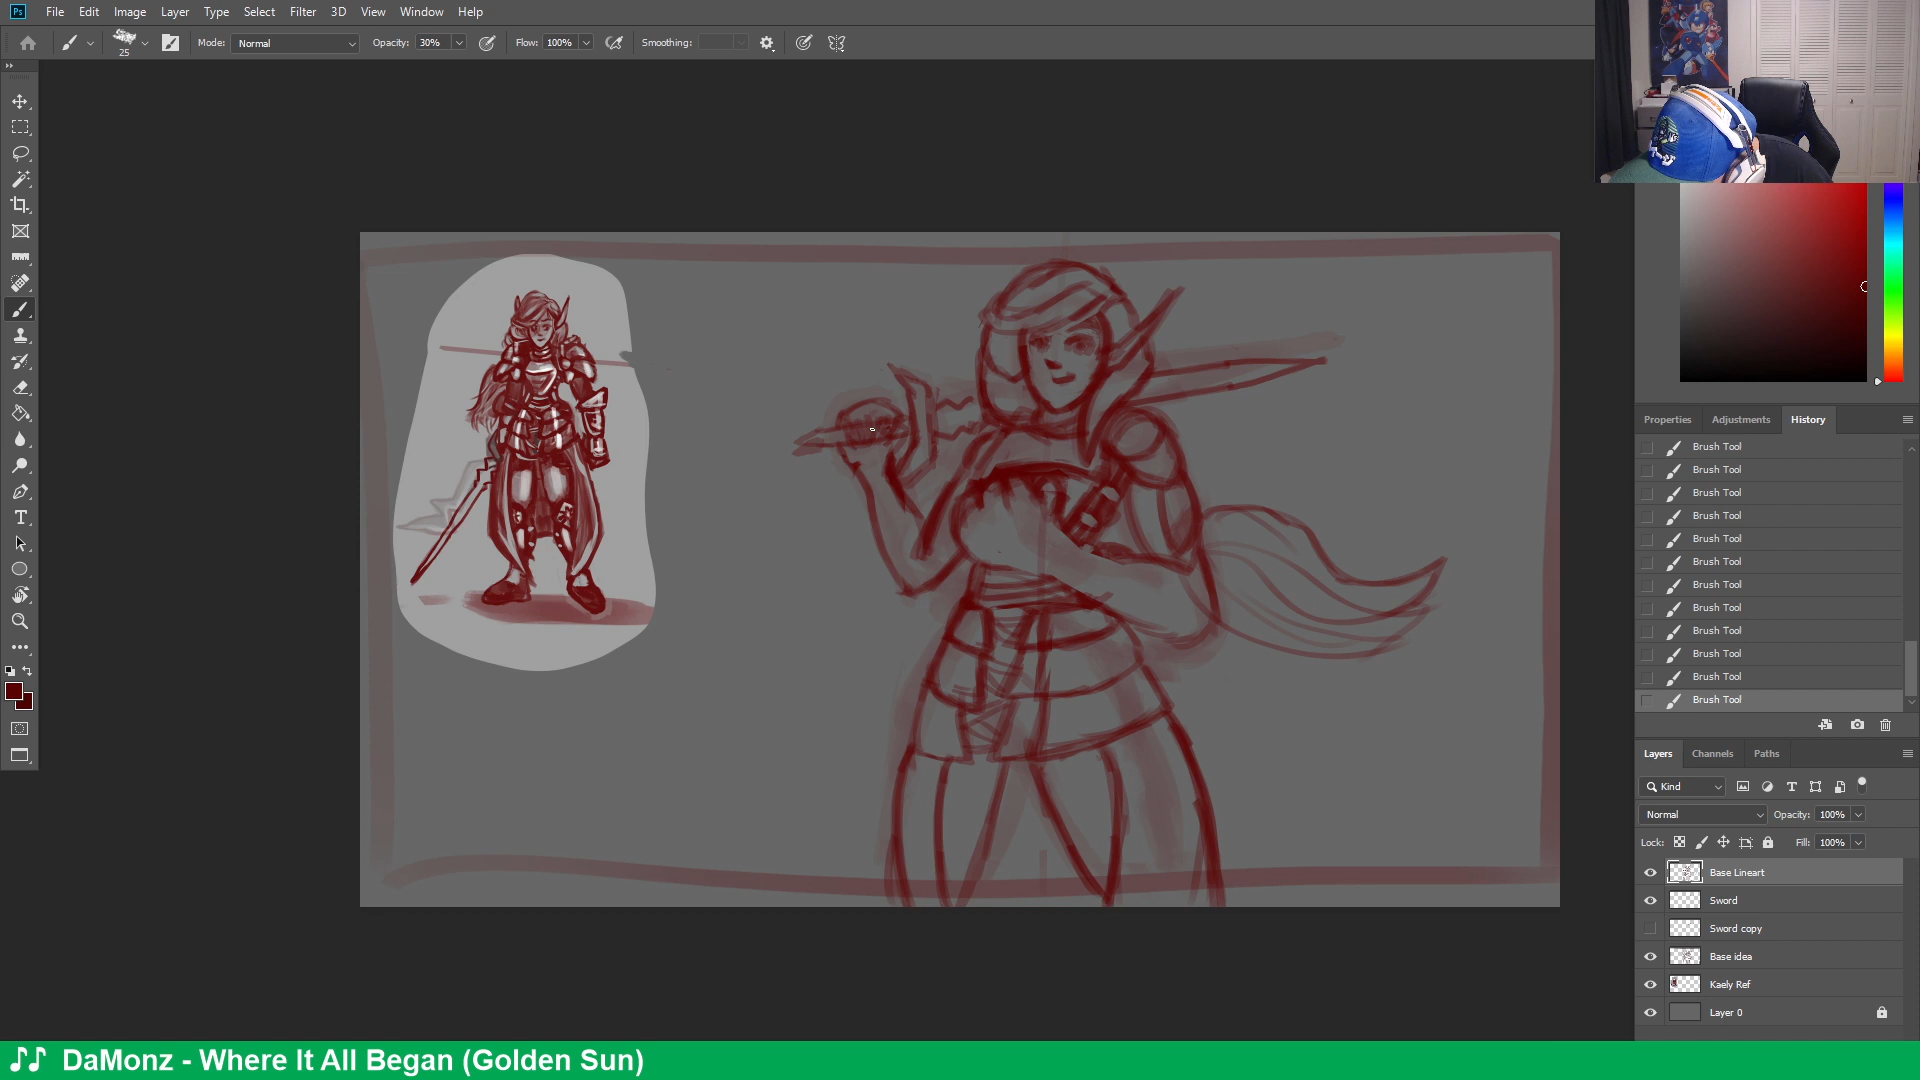 Ps File Edit Image Layer Type Select Filter 3D View Window Help
25 Mode: Normal Opacity: 30% Flow: 100% Smoothing:
Properties Adjustments History
Brush Tool
Brush Tool
Brush Tool
Brush Tool
Brush Tool
Brush Tool
Brush Tool
Brush Tool
Brush Tool
Brush Tool
Brush Tool
Brush Tool
Layers Channels Paths
Kind
Normal Opacity: 100%
Lock: Fill: 100%
Base Lineart
Sword
Sword copy
Base idea
Kaely Ref
Layer 0
DaMonz - Where It All Began (Golden Sun)